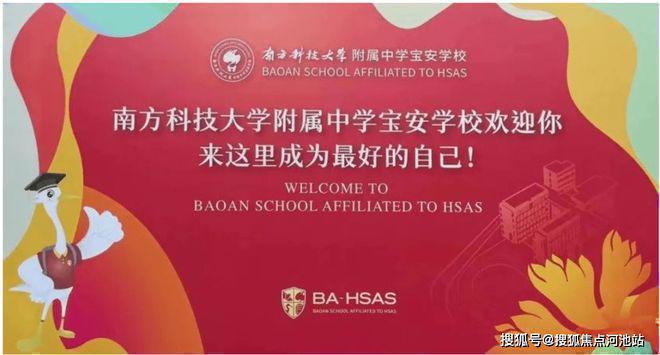 南方科技大学 附属中学宝安学校
BAOAN SCHOOL AFFILIATED TO HSAS
南方科技大学附属中学宝安学校欢迎你
来这里成为最好的自己！
WELCOME TO
BAOAN SCHOOL AFFILIATED TO HSAS
BA-HSAS
BAOAN SCHOOL AFFILIATED TO HSAS
搜狐号@搜狐焦点河池站